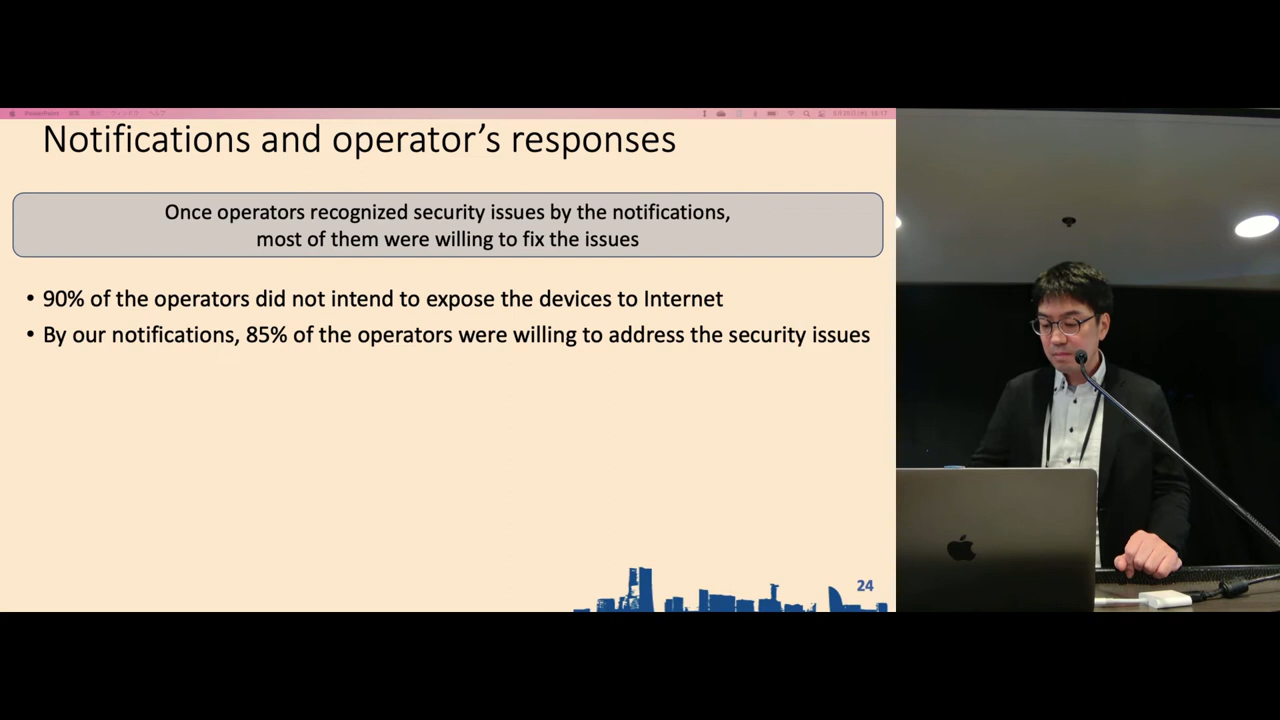 PowerPoint
Notifications and operator's responses
Once operators recognized security issues by the notifications,
most of them were willing to fix the issues
• 90% of the operators did not intend to expose the devices to Internet
• By our notifications, 85% of the operators were willing to address the security issues
24